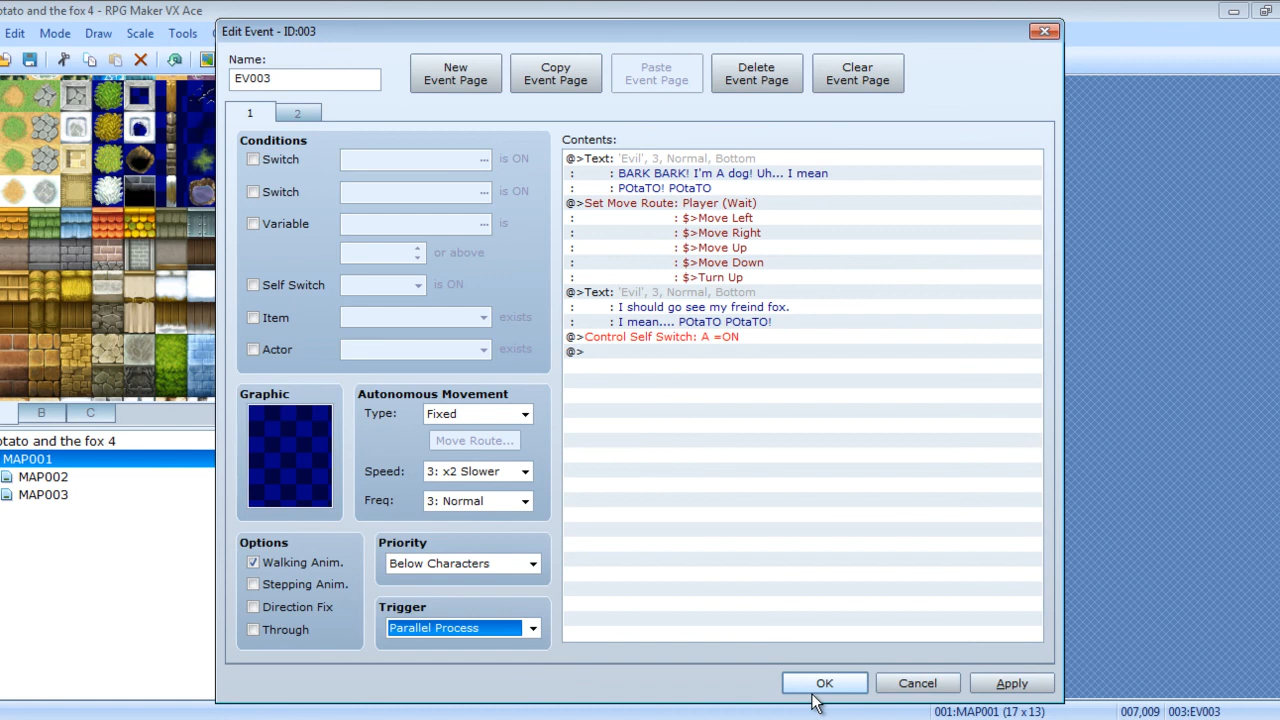 otato and the fox 4 - RPG Maker VX Ace
Edit Mode Draw Scale Tools
Edit Event - ID:003
Name:
EV003
New Event Page
Copy Event Page
Paste Event Page
Delete Event Page
Clear Event Page
1 2
Conditions
Switch ... is ON
Switch ... is ON
Variable ... is
or above
Self Switch is ON
Item exists
Actor exists
Graphic
Autonomous Movement
Type: Fixed
Move Route...
Speed: 3: x2 Slower
Freq: 3: Normal
Options
Walking Anim.
Stepping Anim.
Direction Fix
Through
Priority
Below Characters
Trigger
Parallel Process
Contents:
@>Text: 'Evil', 3, Normal, Bottom
: : BARK BARK! I'm A dog! Uh... I mean
: : POtaTO! POtaTO
@>Set Move Route: Player (Wait)
: : $>Move Left
: : $>Move Right
: : $>Move Up
: : $>Move Down
: : $>Turn Up
@>Text: 'Evil', 3, Normal, Bottom
: : I should go see my freind fox.
: : I mean.... POtaTO POtaTO!
@>Control Self Switch: A =ON
@>
OK Cancel Apply
B C
otato and the fox 4
MAP001
MAP002
MAP003
001:MAP001 (17 x 13) 007,009 003:EV003